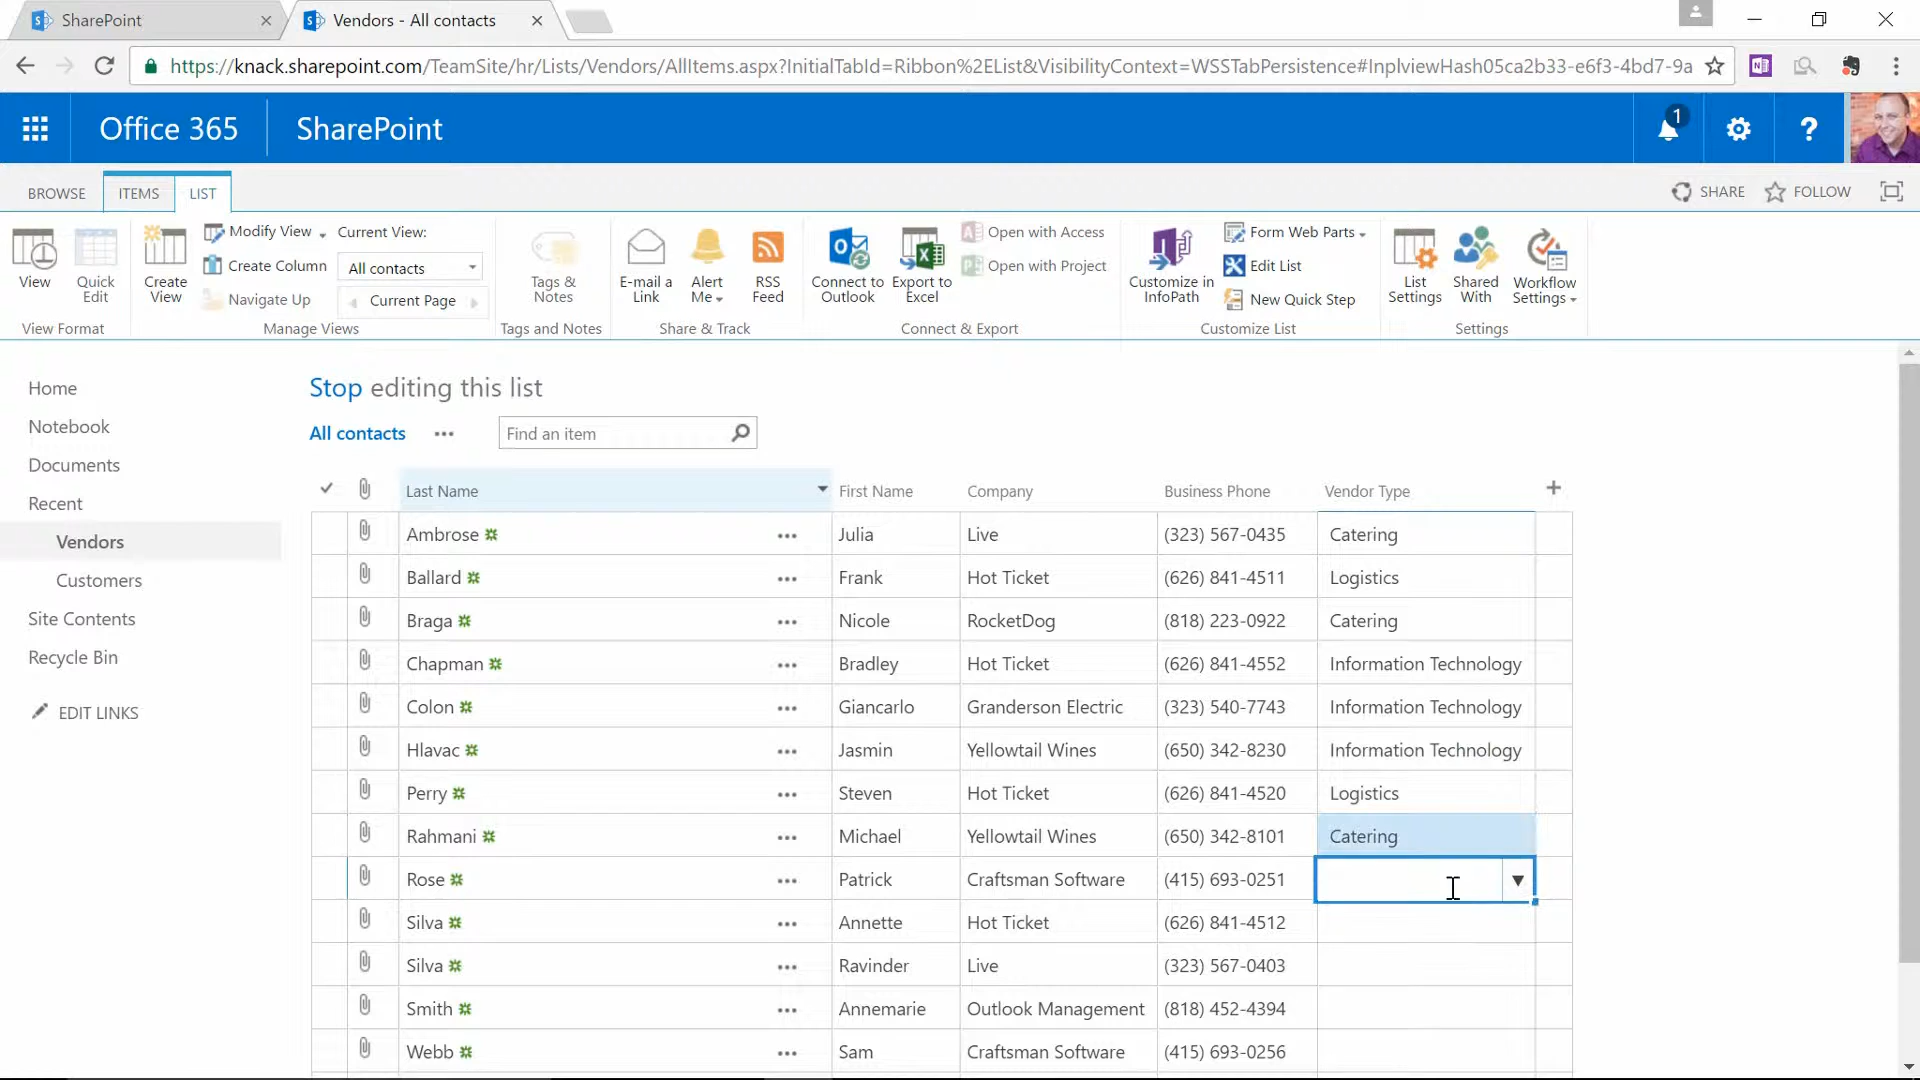 SharePoint
Vendors - All contacts
https://knack.sharepoint.com/TeamSite/hr/Lists/Vendors/AllItems.aspx?InitialTabId=Ribbon%2EList&VisibilityContext=WSSTabPersistence#InplviewHash05ca2b33-e6f3-4bd7-9a
Office 365
SharePoint
1
?
BROWSE
ITEMS
LIST
SHARE
FOLLOW
View
Quick Edit
View Format
Create View
Modify View
Create Column
Navigate Up
Current View:
All contacts
Current Page
Manage Views
Tags & Notes
Tags and Notes
E-mail a Link
Alert Me
RSS Feed
Share & Track
Connect to Outlook
Export to Excel
Open with Access
Open with Project
Connect & Export
Customize in InfoPath
Form Web Parts
Edit List
New Quick Step
Customize List
List Settings
Shared With
Workflow Settings
Settings
Home
Notebook
Documents
Recent
Vendors
Customers
Site Contents
Recycle Bin
EDIT LINKS
Stop editing this list
All contacts
Find an item
Last Name First Name Company Business Phone Vendor Type
Ambrose Julia Live (323) 567-0435 Catering
Ballard Frank Hot Ticket (626) 841-4511 Logistics
Braga Nicole RocketDog (818) 223-0922 Catering
Chapman Bradley Hot Ticket (626) 841-4552 Information Technology
Colon Giancarlo Granderson Electric (323) 540-7743 Information Technology
Hlavac Jasmin Yellowtail Wines (650) 342-8230 Information Technology
Perry Steven Hot Ticket (626) 841-4520 Logistics
Rahmani Michael Yellowtail Wines (650) 342-8101 Catering
Rose Patrick Craftsman Software (415) 693-0251
Silva Annette Hot Ticket (626) 841-4512
Silva Ravinder Live (323) 567-0403
Smith Annemarie Outlook Management (818) 452-4394
Webb Sam Craftsman Software (415) 693-0256